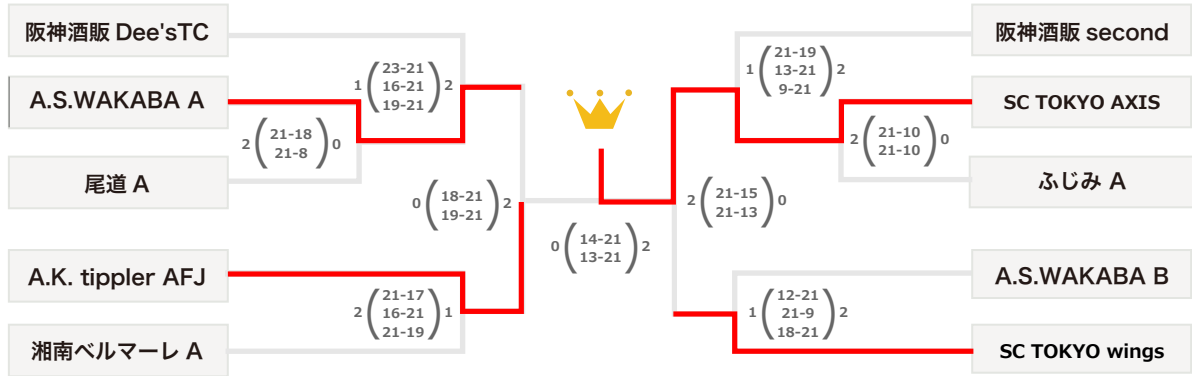 阪神酒販 Dee'sTC
A.S.WAKABA A
尾道 A
A.K. tippler AFJ
湘南ベルマーレ A
1 ( 23-21 ) 2
16-21
19-21
2 ( 21-18 ) 0
21-8
0 ( 18-21 ) 2
19-21
2 ( 21-17 ) 1
16-21
21-19
0 ( 14-21 ) 2
13-21
阪神酒販 second
SC TOKYO AXIS
ふじみ A
A.S.WAKABA B
SC TOKYO wings
1 ( 21-19 ) 2
13-21
9-21
2 ( 21-10 ) 0
21-10
2 ( 21-15 ) 0
21-13
1 ( 12-21 ) 2
21-9
18-21